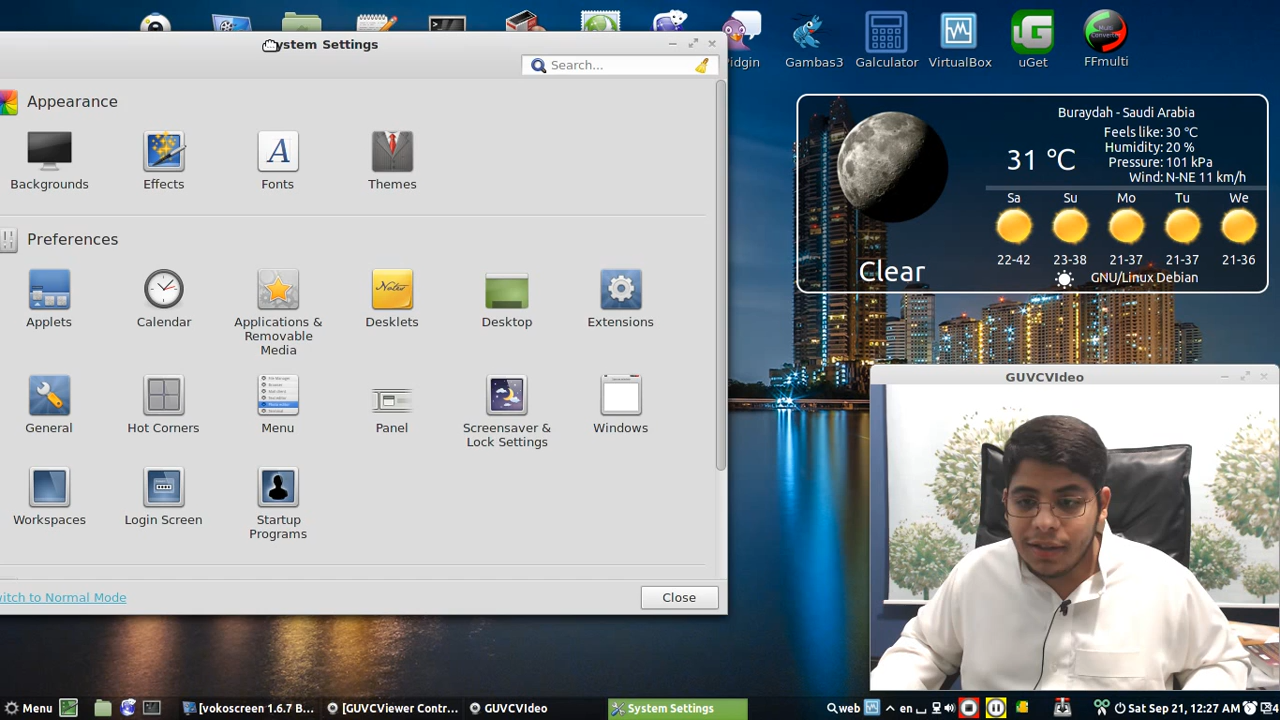 ystem Settings
Search...
Appearance
Backgrounds
Effects
Fonts
Themes
Preferences
Applets
Calendar
Applications &
Removable
Media
Desklets
Desktop
Extensions
General
Hot Corners
Menu
Panel
Screensaver &
Lock Settings
Windows
Workspaces
Login Screen
Startup
Programs
witch to Normal Mode
Close
idgin
Gambas3
Galculator
VirtualBox
uGet
FFmulti
Buraydah - Saudi Arabia
Feels like: 30 °C
Humidity: 20 %
Pressure: 101 kPa
Wind: N-NE 11 km/h
31 °C
Sa
Su
Mo
Tu
We
22-42
23-38
21-37
21-37
21-36
Clear
GNU/Linux Debian
GUVCVIdeo
Menu
[vokoscreen 1.6.7 B...
[GUVCViewer Contr...
GUVCVIdeo
System Settings
web
en
Sat Sep 21, 12:27 AM
4